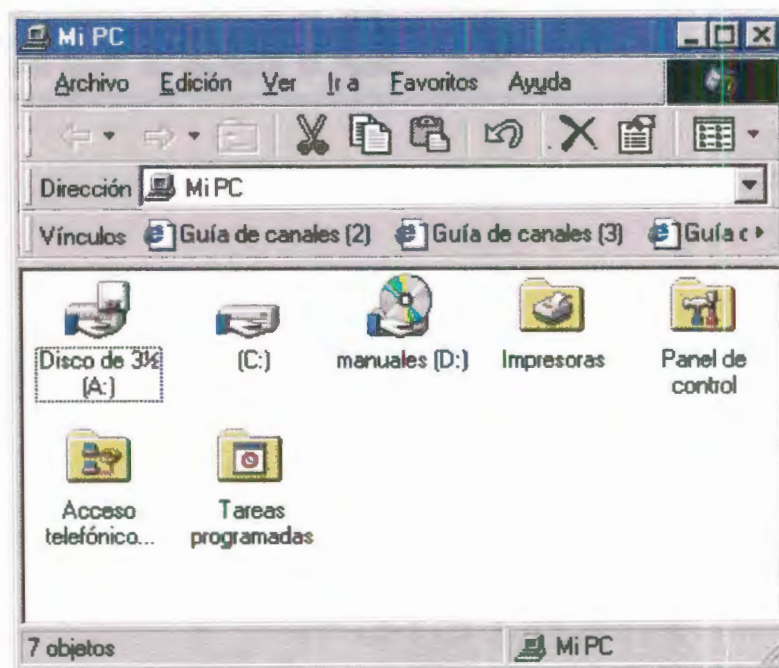 Mi PC
Archivo Edición Ver Ir a Favoritos Ayuda
Dirección Mi PC
Vínculos Guía de canales (2) Guía de canales (3) Guía c
Disco de 3½ (C:) manuales (D:) Impresoras Panel de
(A:) control
Acceso Tareas
telefónico... programadas
7 objetos Mi PC